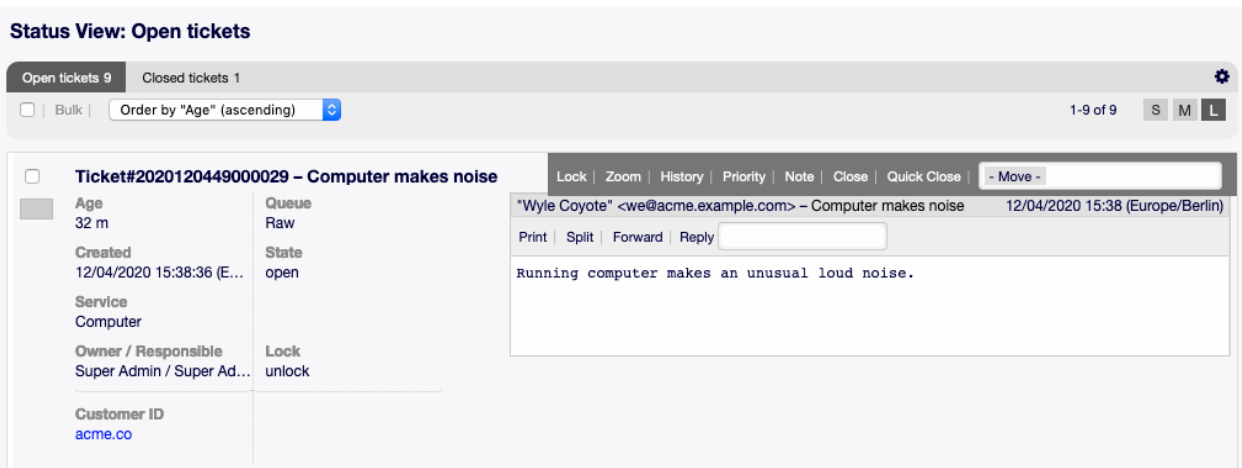 Status View: Open tickets
Open tickets 9 Closed tickets 1
| Bulk | Order by "Age" (ascending) 1-9 of 9 S M L
Ticket#2020120449000029 – Computer makes noise
Lock | Zoom | History | Priority | Note | Close | Quick Close | - Move -
Age Queue
32 m Raw
Created State
12/04/2020 15:38:36 (E... open
Service
Computer
Owner / Responsible Lock
Super Admin / Super Ad... unlock
Customer ID
acme.co
"Wyle Coyote" <we@acme.example.com> – Computer makes noise 12/04/2020 15:38 (Europe/Berlin)
Print | Split | Forward | Reply
Running computer makes an unusual loud noise.